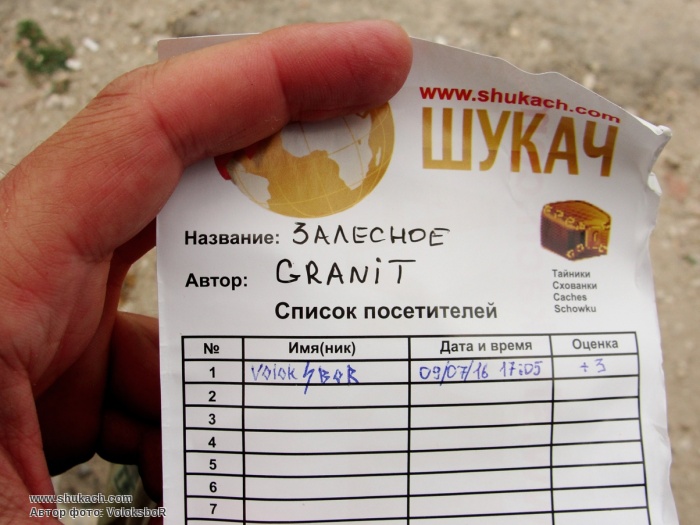 www.shukach.com
ШУКАЧ
Название: ЗАЛЕСНОЕ
Автор: GRANiT
Тайники
Схованки
Caches
Schowku
Список посетителей
№ Имя(ник) Дата и время Оценка
1 VoloksboR 09/07/16 17:05 +3
2
3
4
5
6
7
www.shukach.com
Автор фото: VoloksboR